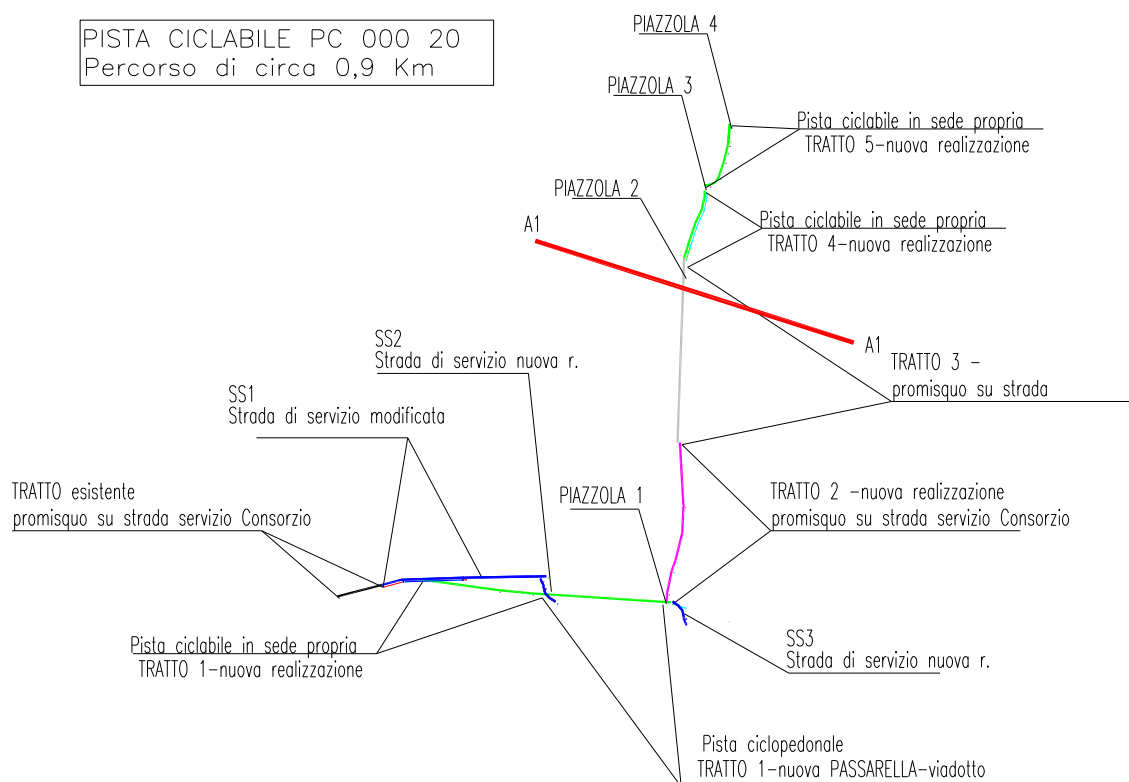 PISTA CICLABILE PC 000 20
Percorso di circa 0,9 Km
PIAZZOLA 4
PIAZZOLA 3
Pista ciclabile in sede propria
TRATTO 5-nuova realizzazione
PIAZZOLA 2
A1
Pista ciclabile in sede propria
TRATTO 4-nuova realizzazione
A1
SS2
Strada di servizio nuova r.
TRATTO 3 -
promisquo su strada
SS1
Strada di servizio modificata
TRATTO esistente
promisquo su strada servizio Consorzio
PIAZZOLA 1
TRATTO 2 -nuova realizzazione
promisquo su strada servizio Consorzio
Pista ciclabile in sede propria
TRATTO 1-nuova realizzazione
SS3
Strada di servizio nuova r.
Pista ciclopedonale
TRATTO 1-nuova PASSARELLA-viadotto